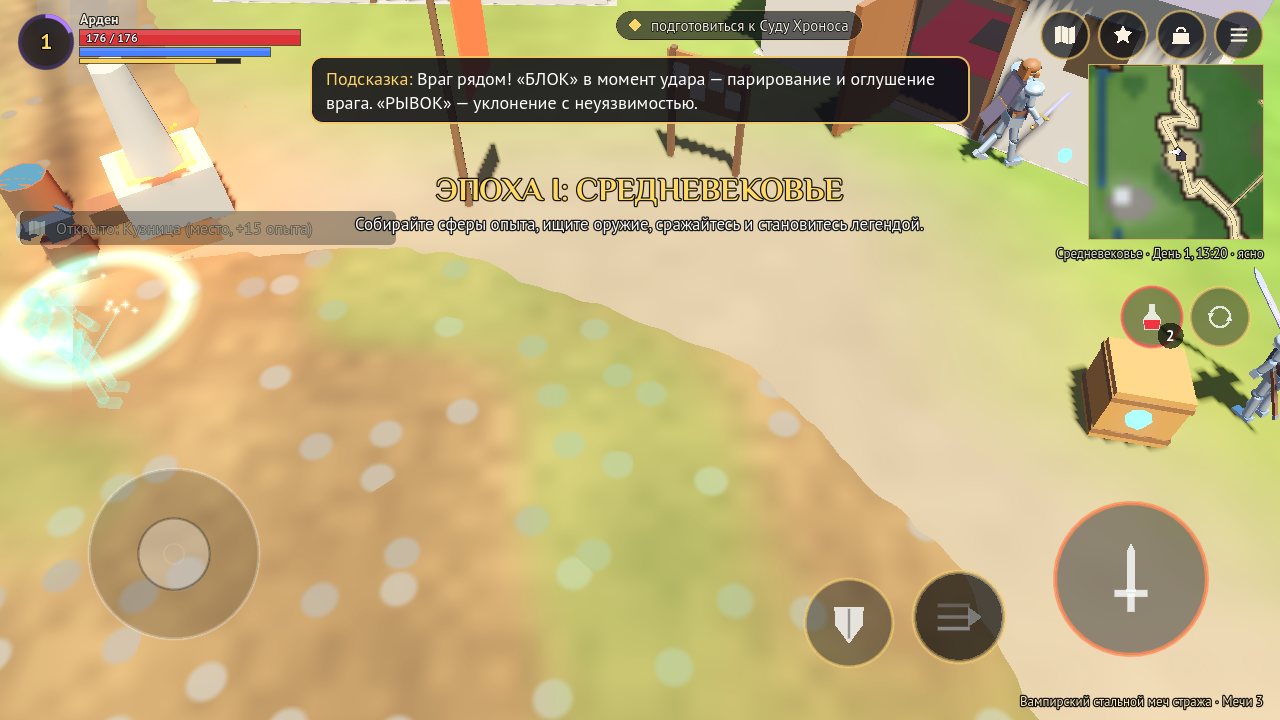 Арден
1
176 / 176
подготовиться к Суду Хроноса
Подсказка: Враг рядом! «БЛОК» в момент удара — парирование и оглушение
врага. «РЫВОК» — уклонение с неуязвимостью.
ЭПОХА I: СРЕДНЕВЕКОВЬЕ
Собирайте сферы опыта, ищите оружие, сражайтесь и становитесь легендой.
Открыто: Кузница (место, +15 опыта)
Средневековье · День 1, 13:20 · ясно
2
Вампирский стальной меч стража · Мечи 3